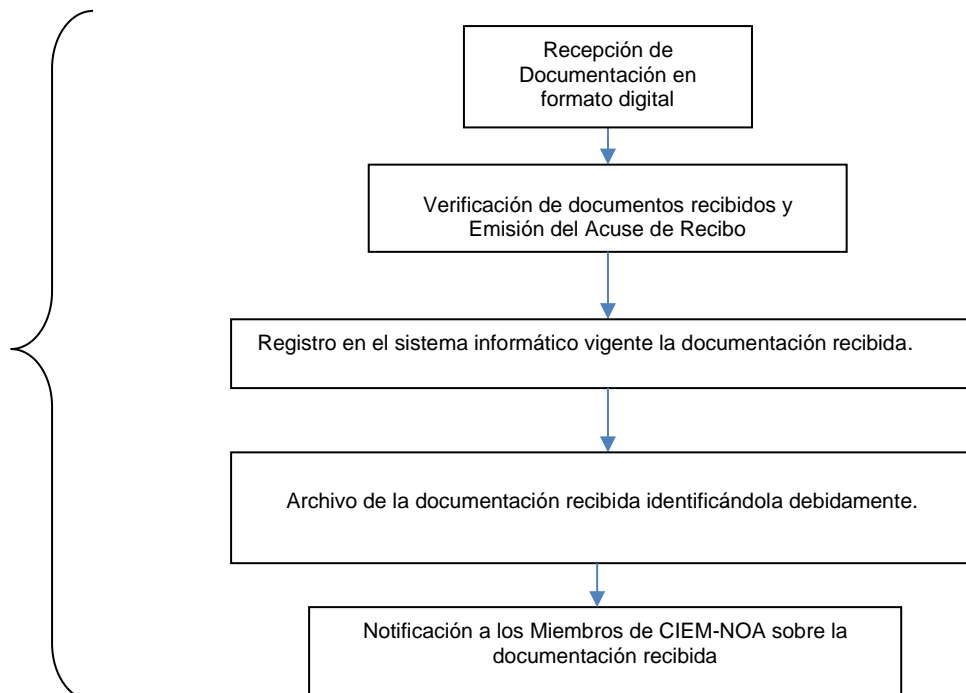 Recepción de
Documentación en
formato digital
Verificación de documentos recibidos y
Emisión del Acuse de Recibo
Registro en el sistema informático vigente la documentación recibida.
Archivo de la documentación recibida identificándola debidamente.
Notificación a los Miembros de CIEM-NOA sobre la
documentación recibida